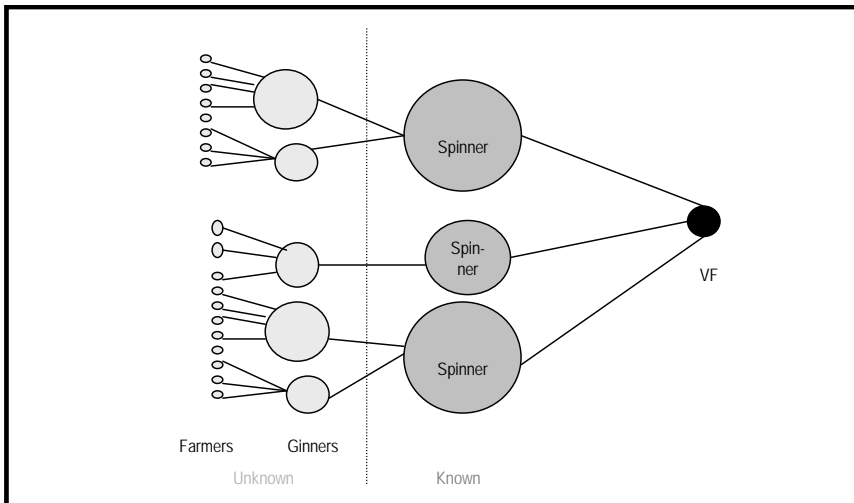 Spinner
Spin-
ner
VF
Spinner
Farmers Ginners
Unknown Known